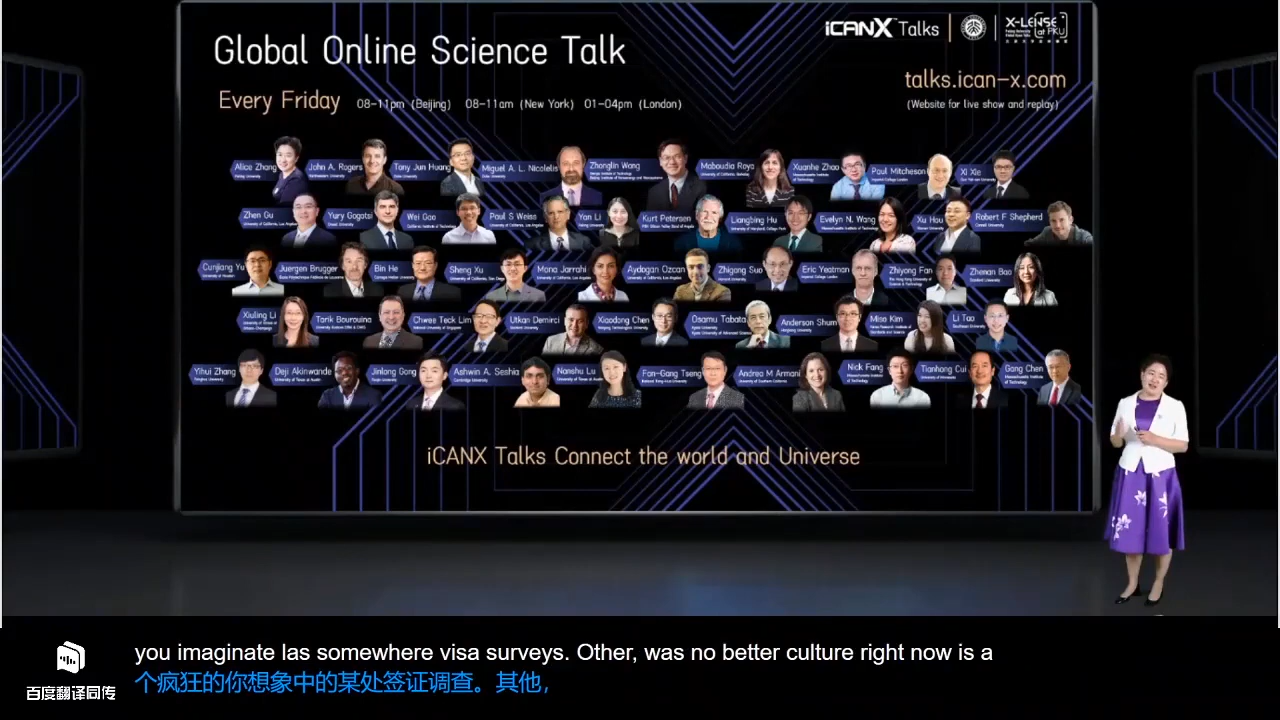 Global Online Science Talk
iCANX Talks
X-LENSE at PKU
Every Friday 08-11pm (Beijing) 08-11am (New York) 01-04pm (London)
talks.ican-x.com
(Website for live show and replay)
Alice Zhang John A. Rogers Tony Jun Huang Miguel A. L. Nicolelis Zhonglin Wang Maboudia Roya Xuanhe Zhao Paul Mitcheson Xi Xie
Zhen Gu Yury Gogotsi Wei Gao Paul S Weiss Yan Li Kurt Petersen Liangbing Hu Evelyn N. Wang Xu Hou Robert F Shepherd
Cunjiang Yu Juergen Brugger Bin He Sheng Xu Mona Jarrahi Aydogan Ozcan Zhigang Suo Eric Yeatman Zhiyong Fan Zhenan Bao
Xiuling Li Tarik Bourouina Chwee Teck Lim Utkan Demirci Xiaodong Chen Osamu Tabata Anderson Shum Miso Kim Li Tao
Yihui Zhang Deji Akinwande Jinlong Gong Ashwin A. Seshia Nanshu Lu Fan-Gang Tseng Andrea M Armani Nick Fang Tianhong Cui Gang Chen
iCANX Talks Connect the world and Universe
you imaginate las somewhere visa surveys. Other, was no better culture right now is a
个疯狂的你想象中的某处签证调查。其他，
百度翻译同传